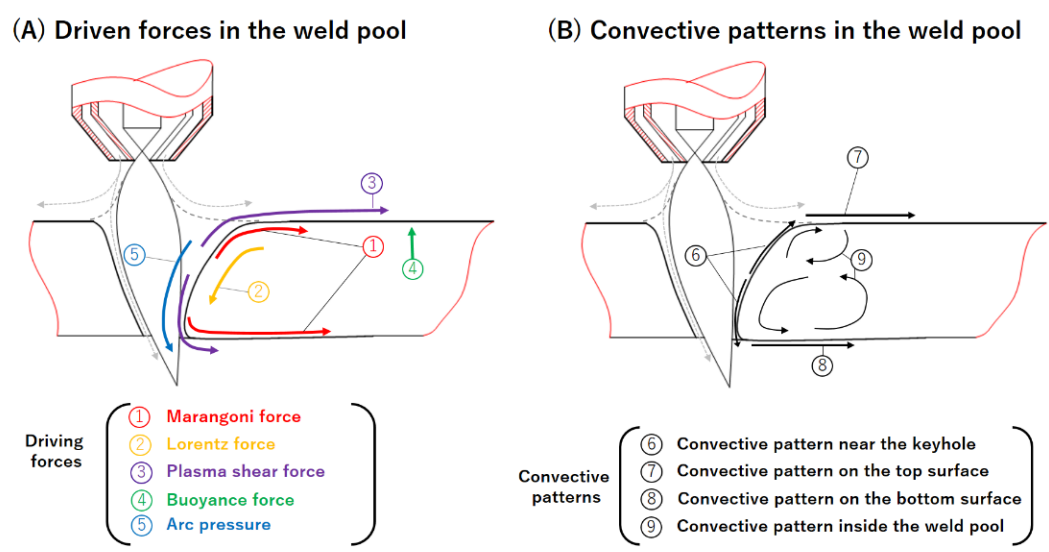 (A) Driven forces in the weld pool
3
1
5
4
2
Driving
forces
1 Marangoni force
2 Lorentz force
3 Plasma shear force
4 Buoyance force
5 Arc pressure
(B) Convective patterns in the weld pool
7
6
9
8
Convective
patterns
6 Convective pattern near the keyhole
7 Convective pattern on the top surface
8 Convective pattern on the bottom surface
9 Convective pattern inside the weld pool